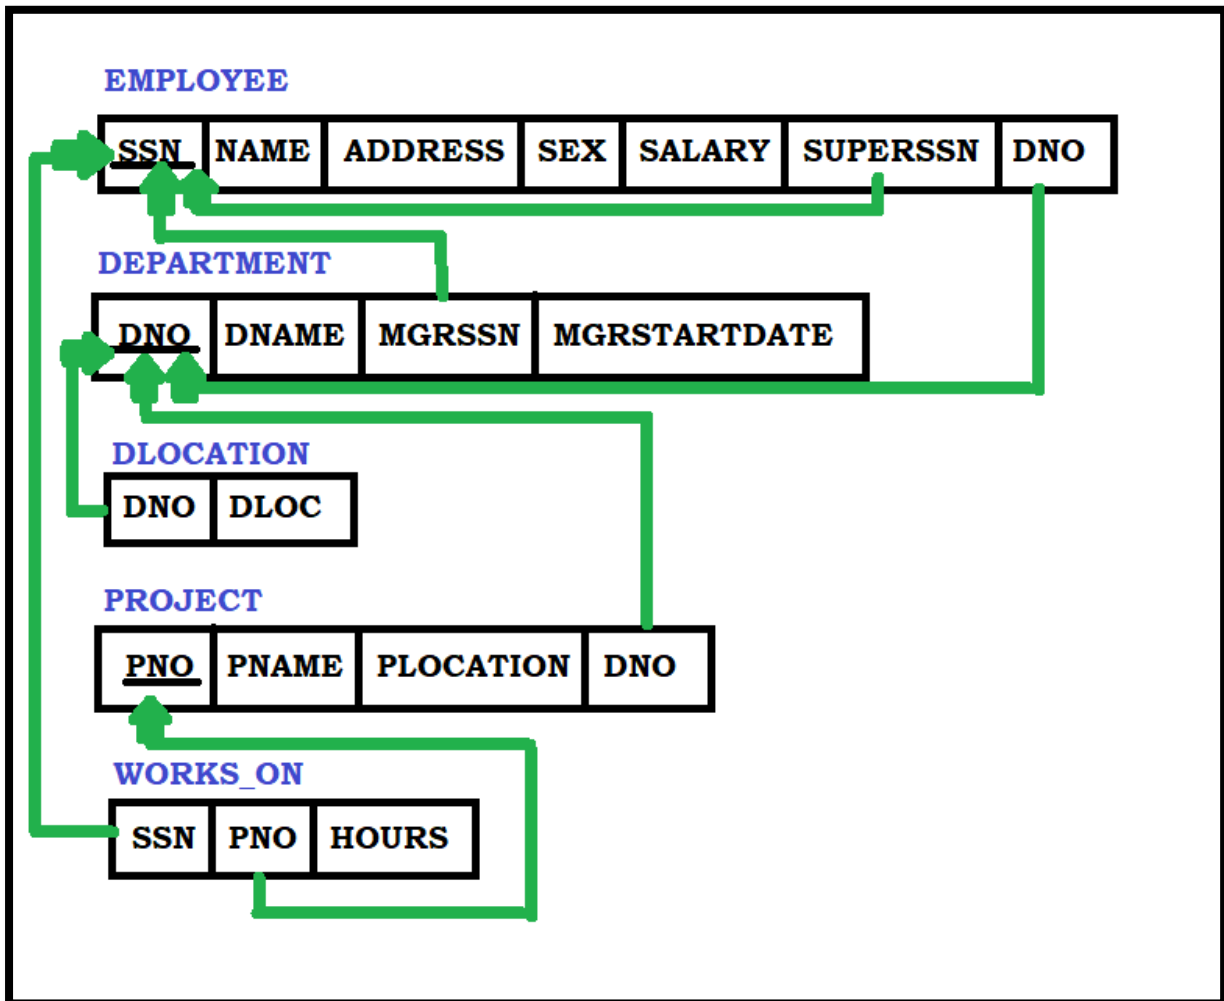 EMPLOYEE
SSN NAME ADDRESS SEX SALARY SUPERSSN DNO
DEPARTMENT
DNO DNAME MGRSSN MGRSTARTDATE
DLOCATION
DNO DLOC
PROJECT
PNO PNAME PLOCATION DNO
WORKS_ON
SSN PNO HOURS